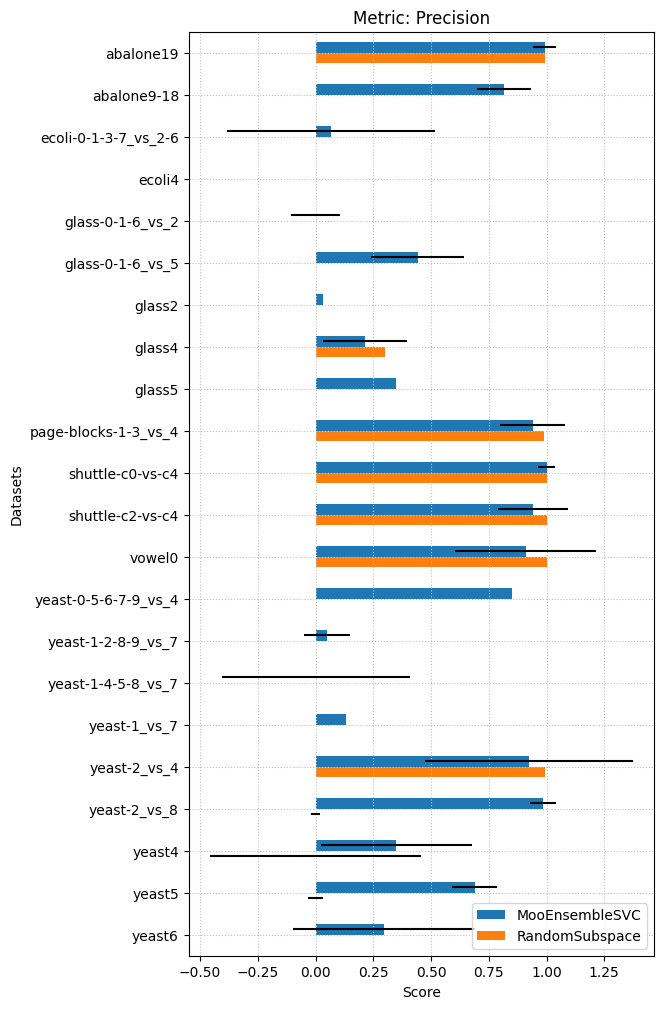 Metric: Precision
abalone19
abalone9-18
ecoli-0-1-3-7_vs_2-6
ecoli4
glass-0-1-6_vs_2
glass-0-1-6_vs_5
glass2
glass4
glass5
page-blocks-1-3_vs_4
shuttle-c0-vs-c4
shuttle-c2-vs-c4
vowel0
yeast-0-5-6-7-9_vs_4
yeast-1-2-8-9_vs_7
yeast-1-4-5-8_vs_7
yeast-1_vs_7
yeast-2_vs_4
yeast-2_vs_8
yeast4
yeast5
yeast6
Datasets
MooEnsembleSVC
RandomSubspace
−0.50 −0.25 0.00 0.25 0.50 0.75 1.00 1.25
Score